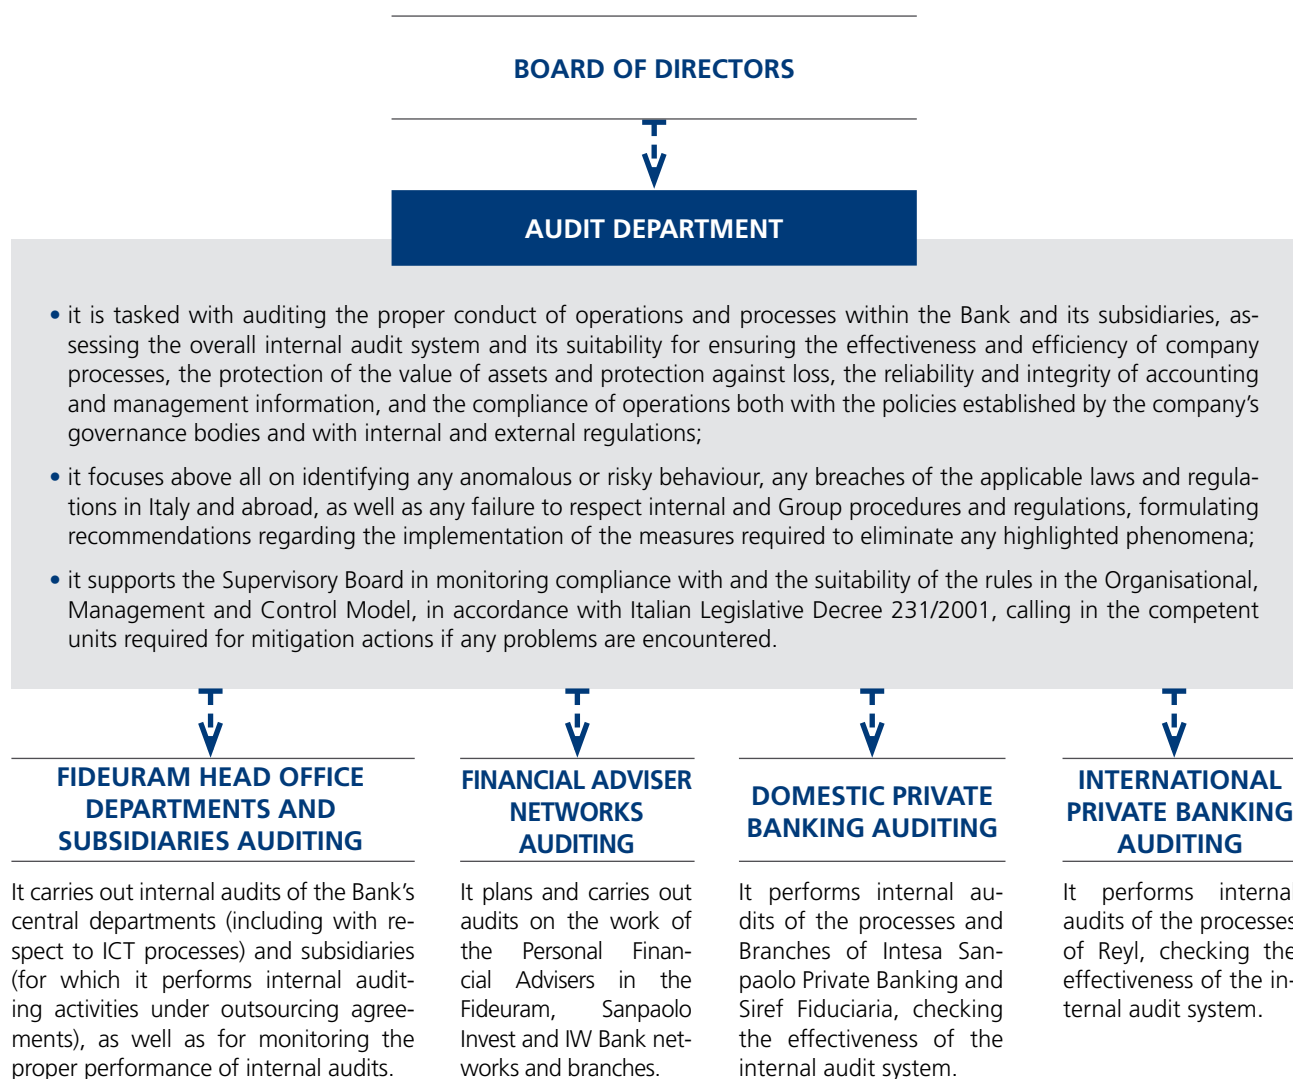 BOARD OF DIRECTORS
AUDIT DEPARTMENT
• it is tasked with auditing the proper conduct of operations and processes within the Bank and its subsidiaries, as-
sessing the overall internal audit system and its suitability for ensuring the effectiveness and efficiency of company
processes, the protection of the value of assets and protection against loss, the reliability and integrity of accounting
and management information, and the compliance of operations both with the policies established by the company’s
governance bodies and with internal and external regulations;
• it focuses above all on identifying any anomalous or risky behaviour, any breaches of the applicable laws and regula-
tions in Italy and abroad, as well as any failure to respect internal and Group procedures and regulations, formulating
recommendations regarding the implementation of the measures required to eliminate any highlighted phenomena;
• it supports the Supervisory Board in monitoring compliance with and the suitability of the rules in the Organisational,
Management and Control Model, in accordance with Italian Legislative Decree 231/2001, calling in the competent
units required for mitigation actions if any problems are encountered.
FIDEURAM HEAD OFFICE
DEPARTMENTS AND
SUBSIDIARIES AUDITING
It carries out internal audits of the Bank’s
central departments (including with re-
spect to ICT processes) and subsidiaries
(for which it performs internal audit-
ing activities under outsourcing agree-
ments), as well as for monitoring the
proper performance of internal audits.
FINANCIAL ADVISER
NETWORKS
AUDITING
It plans and carries out
audits on the work of
the Personal Finan-
cial Advisers in the
Fideuram, Sanpaolo
Invest and IW Bank net-
works and branches.
DOMESTIC PRIVATE
BANKING AUDITING
It performs internal au-
dits of the processes and
Branches of Intesa San-
paolo Private Banking and
Siref Fiduciaria, checking
the effectiveness of the
internal audit system.
INTERNATIONAL
PRIVATE BANKING
AUDITING
It performs internal
audits of the processes
of Reyl, checking the
effectiveness of the in-
ternal audit system.